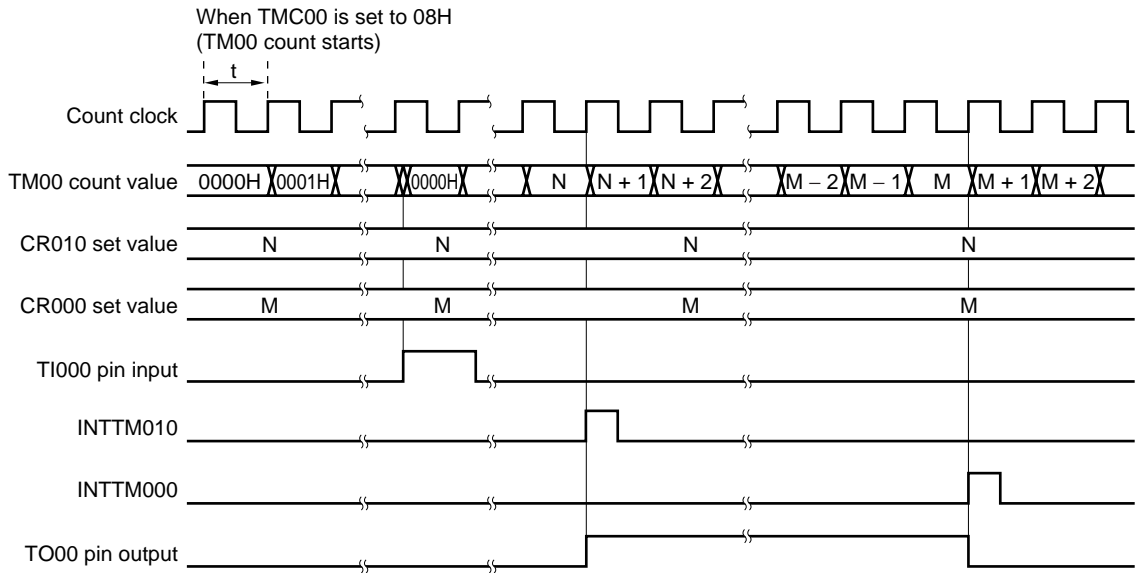 When TMC00 is set to 08H
(TM00 count starts)
t
Count clock
TM00 count value 0000H 0001H 0000H N N + 1 N + 2 M − 2 M − 1 M M + 1 M + 2
CR010 set value N N N N
CR000 set value M M M M
TI000 pin input
INTTM010
INTTM000
TO00 pin output